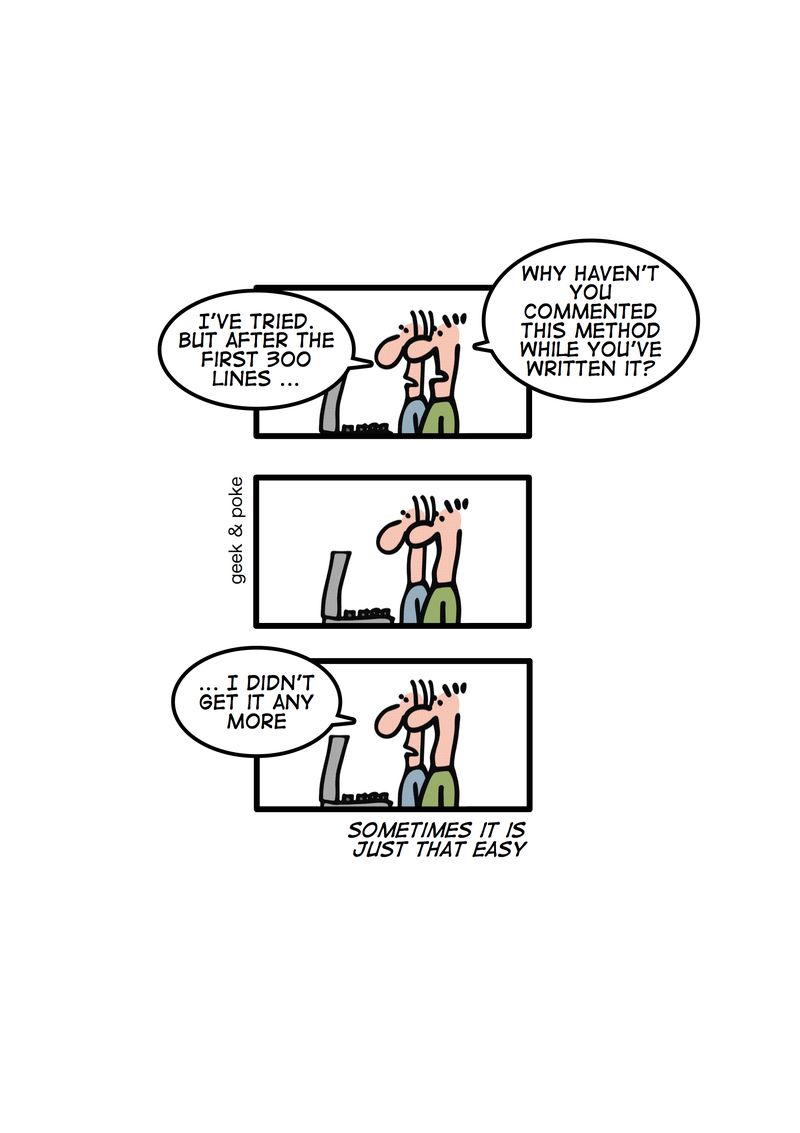 WHY HAVEN'T
YOU
COMMENTED
THIS METHOD
WHILE YOU'VE
WRITTEN IT?
I'VE TRIED.
BUT AFTER THE
FIRST 300
LINES ...
geek & poke
... I DIDN'T
GET IT ANY
MORE
SOMETIMES IT IS
JUST THAT EASY